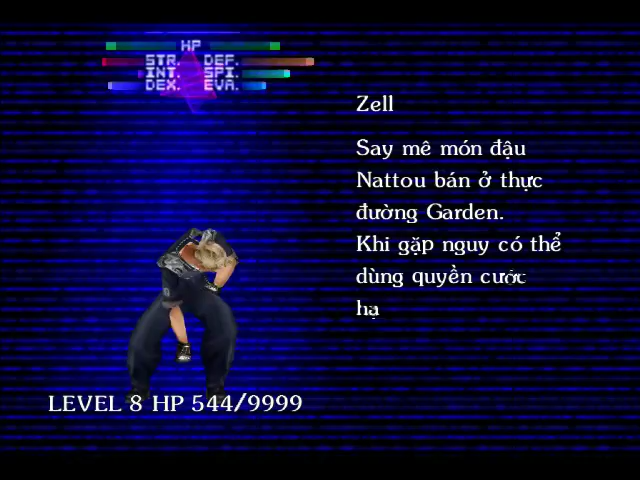 HP
STR. DEF.
INT. SPI.
DEX. EVA.
Zell
Say mê món đậu
Nattou bán ở thực
đường Garden.
Khi gặp nguy có thể
dùng quyền cước
hạ
LEVEL 8 HP 544/9999